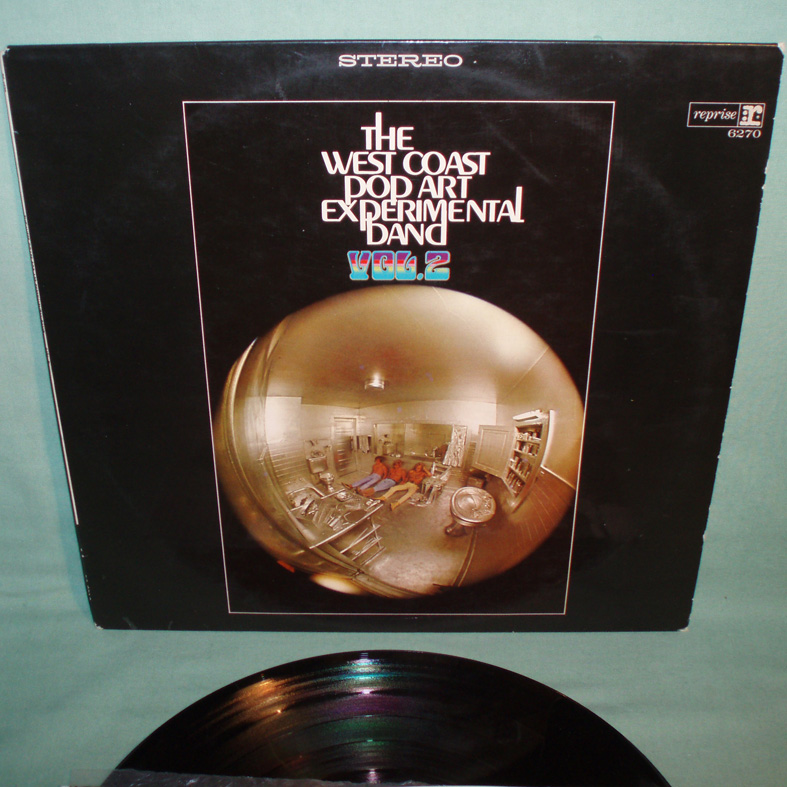 STEREO
reprise
6270
THE
WEST COAST
POP ART
EXPERIMENTAL
BAND
VOL.2